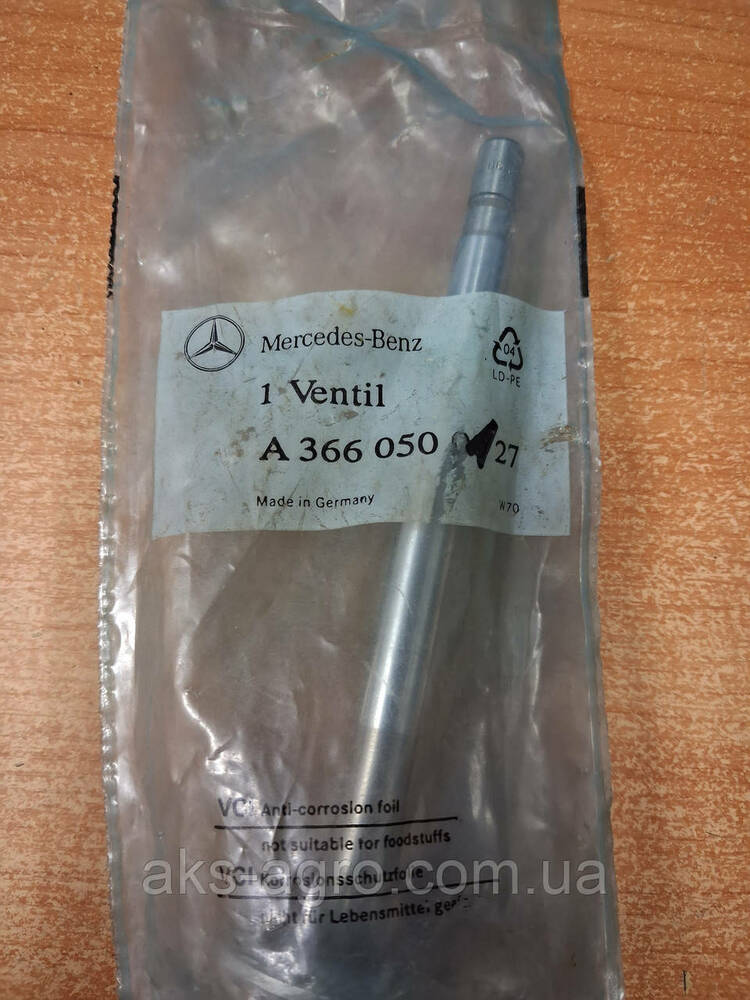 Mercedes-Benz
04
LD-PE
1 Ventil
A 366 050 27
Made in Germany
W70
VCI Anti-corrosion foil
not suitable for foodstuffs
VCI Korrosionsschutzfolie
nicht für Lebensmittel
aks-agro.com.ua